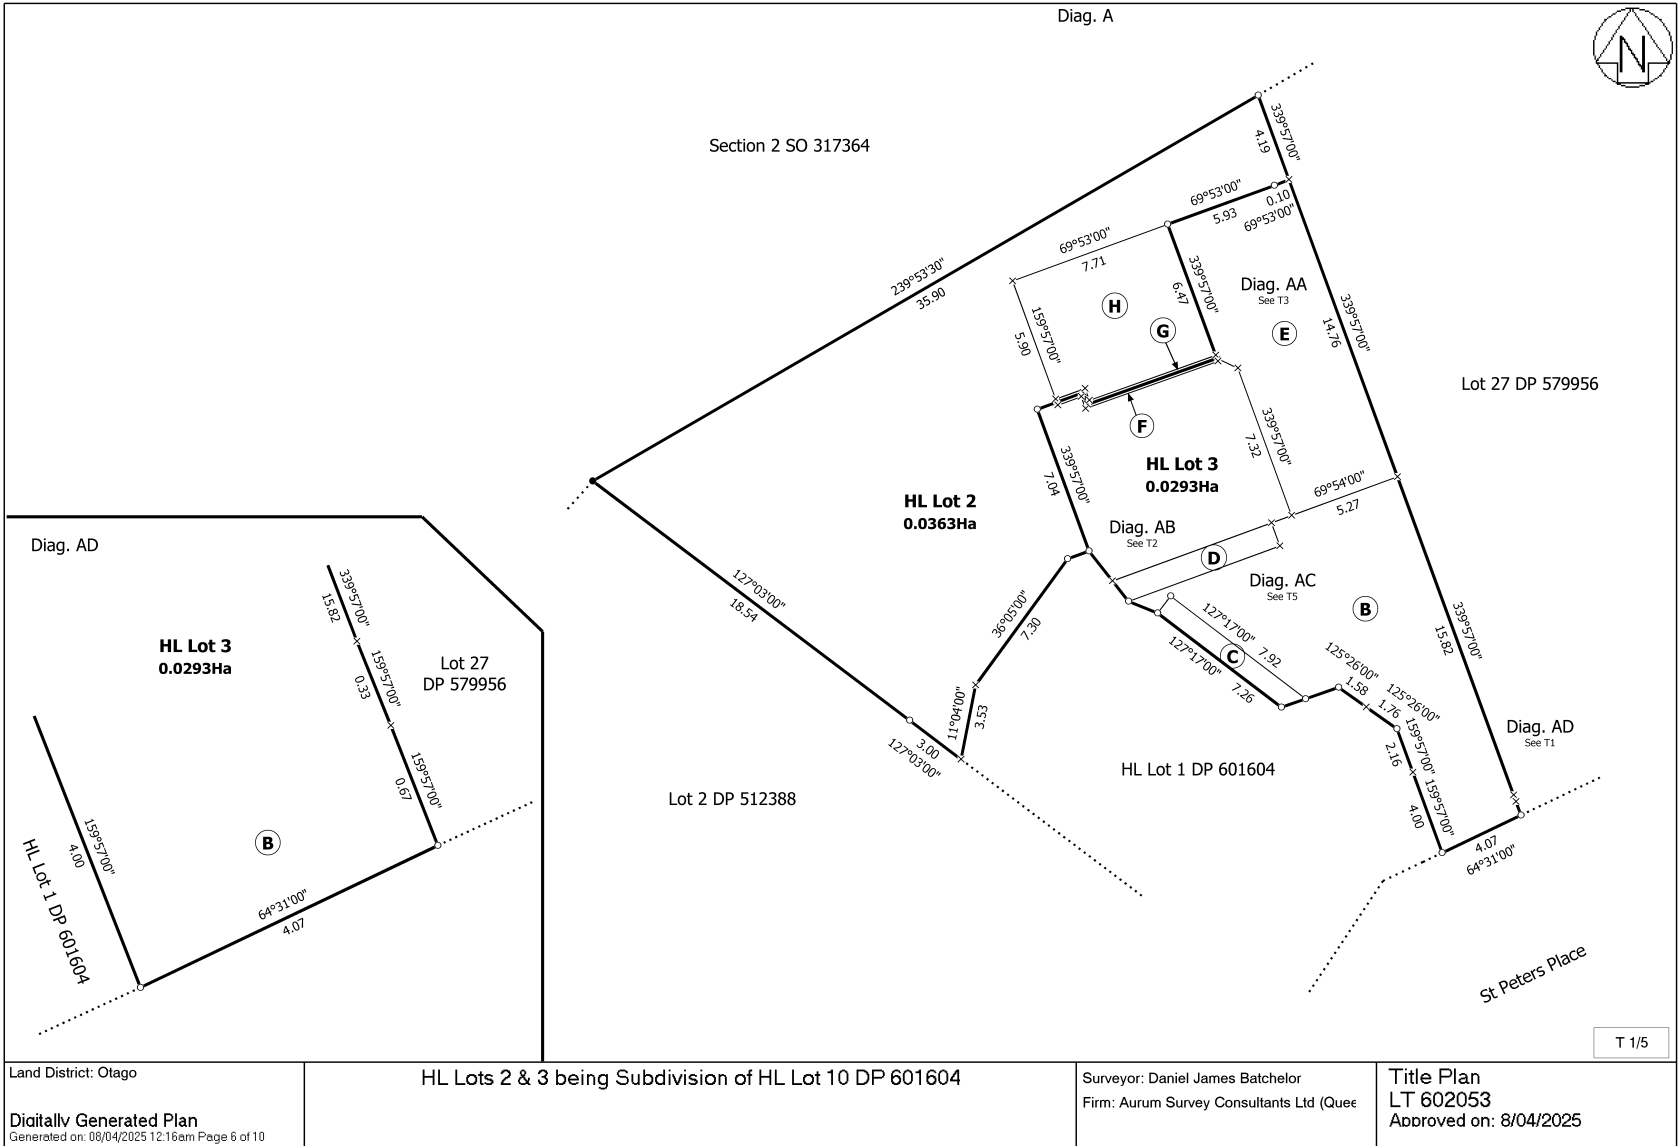 Diag. A
N
Section 2 SO 317364
339°57'00"
4.19
69°53'00"
5.93
0.10
69°53'00"
69°53'00"
7.71
239°53'30"
35.90
339°57'00"
6.47
Diag. AA
See T3
E
H
G
159°57'00"
5.90
339°57'00"
14.76
Lot 27 DP 579956
F
339°57'00"
7.32
HL Lot 3
0.0293Ha
339°57'00"
7.04
69°54'00"
5.27
HL Lot 2
0.0363Ha
Diag. AB
See T2
D
Diag. AC
See T5
B
127°03'00"
18.54
36°05'00"
7.30
127°17'00"
7.92
C
127°17'00"
7.26
339°57'00"
15.82
125°26'00"
1.58
125°26'00"
1.76
159°57'00"
2.16
159°57'00"
4.00
11°04'00"
3.53
3.00
127°03'00"
Diag. AD
See T1
HL Lot 1 DP 601604
Lot 2 DP 512388
4.07
64°31'00"
St Peters Place
Diag. AD
339°57'00"
15.82
HL Lot 3
0.0293Ha
159°57'00"
0.33
Lot 27
DP 579956
159°57'00"
0.67
159°57'00"
4.00
B
HL Lot 1 DP 601604
64°31'00"
4.07
T 1/5
Land District: Otago
Digitally Generated Plan
Generated on: 08/04/2025 12:16am Page 6 of 10
HL Lots 2 & 3 being Subdivision of HL Lot 10 DP 601604
Surveyor: Daniel James Batchelor
Firm: Aurum Survey Consultants Ltd (Quee
Title Plan
LT 602053
Approved on: 8/04/2025